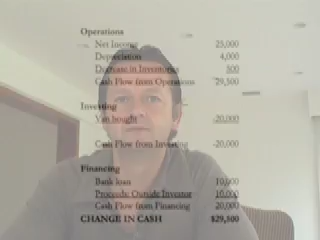 Operations
Net Income 25,000
Depreciation 4,000
Decrease in Inventories 500
Cash Flow from Operations 29,500
Investing
Van bought -20,000
Cash Flow from Investing -20,000
Financing
Bank loan 10,000
Proceeds: Outside Investor 10,000
Cash Flow from Financing 20,000
CHANGE IN CASH $29,500